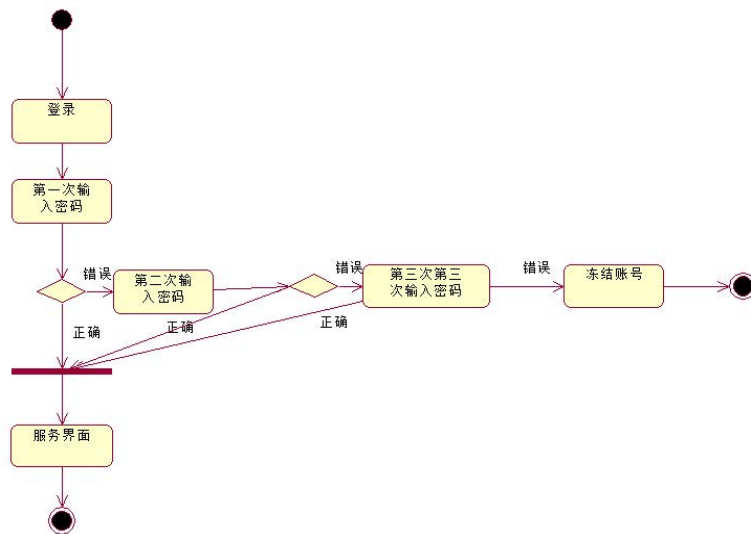 登录
第一次输
入密码
错误
第二次输
入密码
错误
第三次第三
次输入密码
错误
冻结账号
正确
正确
正确
服务界面